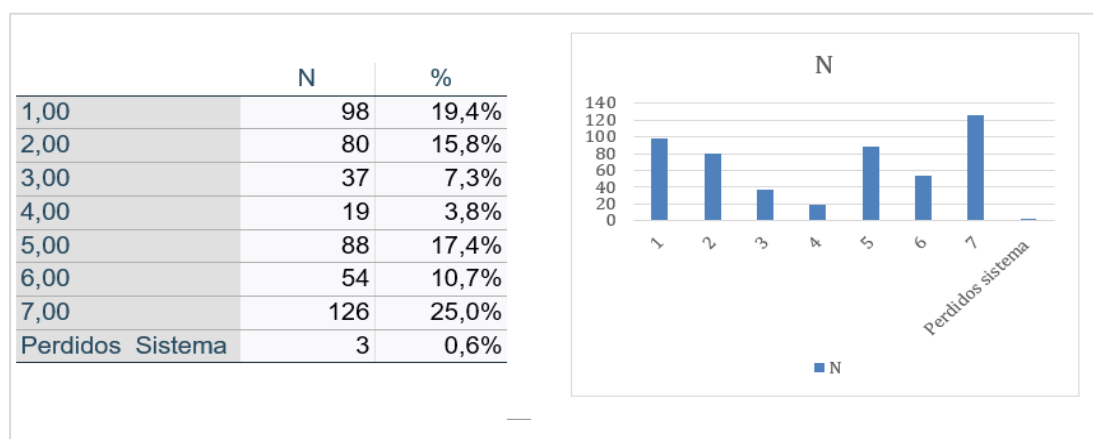 N %
1,00 98 19,4%
2,00 80 15,8%
3,00 37 7,3%
4,00 19 3,8%
5,00 88 17,4%
6,00 54 10,7%
7,00 126 25,0%
Perdidos Sistema 3 0,6%
N
140
120
100
80
60
40
20
0
1 2 3 4 5 6 7 Perdidos sistema
N